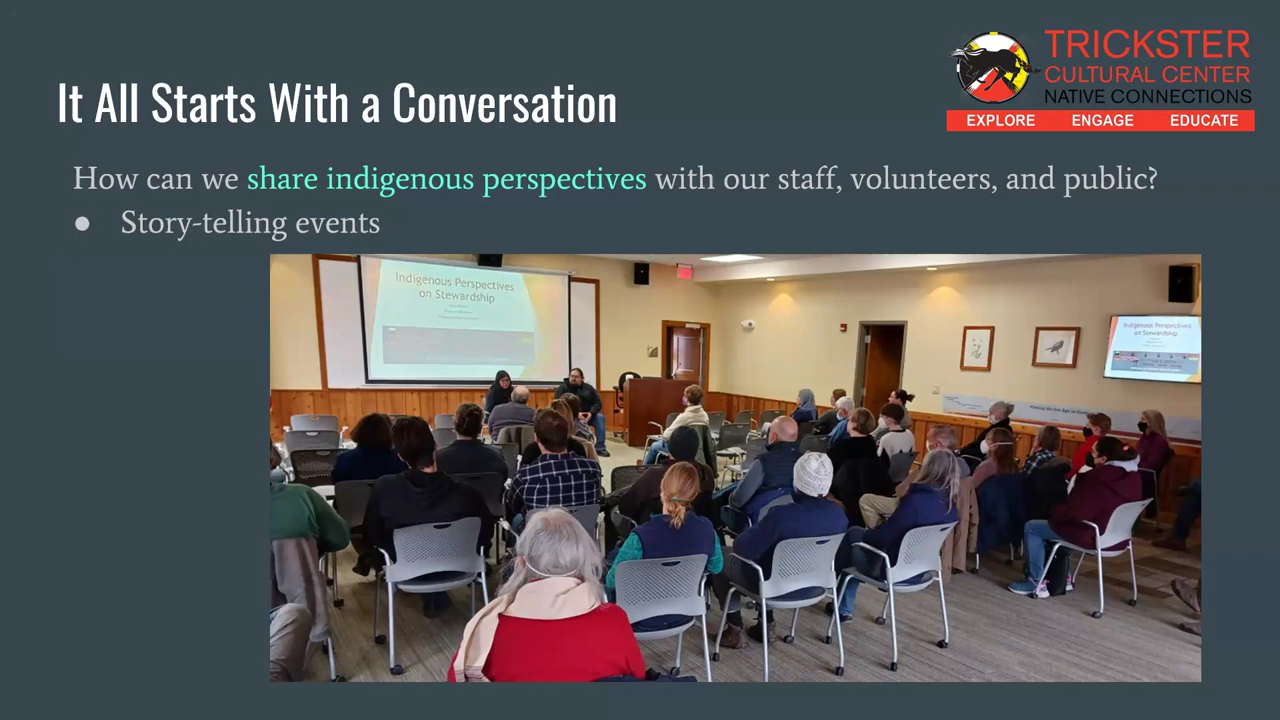 TRICKSTER
CULTURAL CENTER
NATIVE CONNECTIONS
EXPLORE ENGAGE EDUCATE
It All Starts With a Conversation
How can we share indigenous perspectives with our staff, volunteers, and public?
● Story-telling events
Indigenous Perspectives
on Stewardship
Indigenous Perspectives
on Stewardship